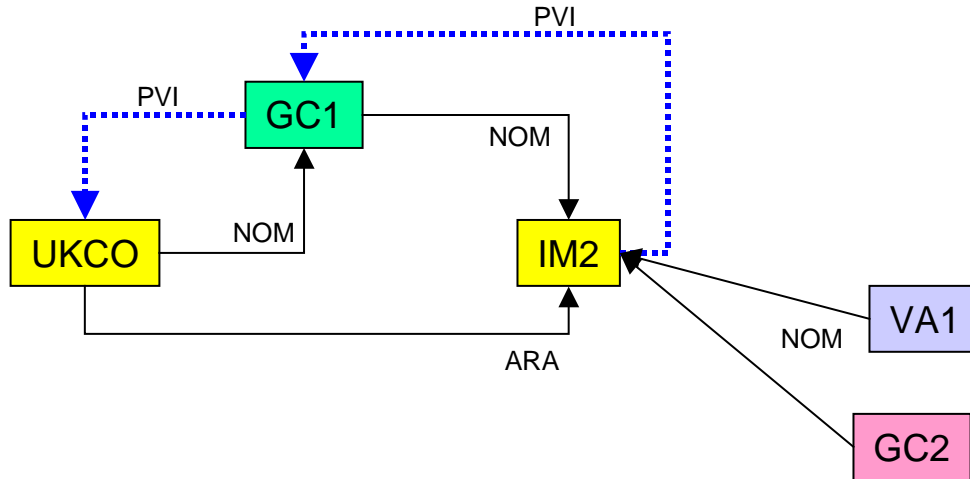 PVI
PVI
GC1
NOM
NOM
UKCO
IM2
VA1
NOM
ARA
GC2